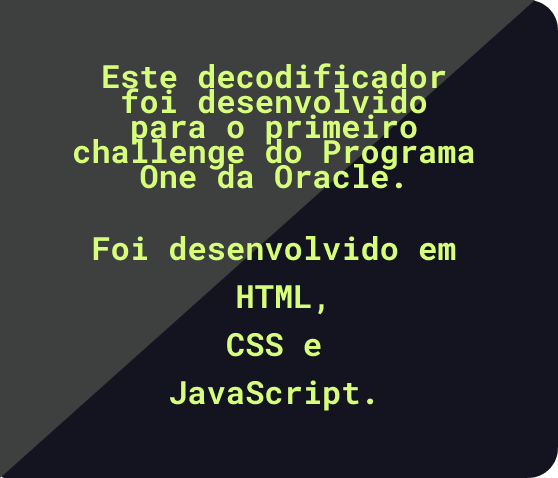 Este decodificador
foi desenvolvido
para o primeiro
challenge do Programa
One da Oracle.
Foi desenvolvido em
HTML,
CSS e
JavaScript.